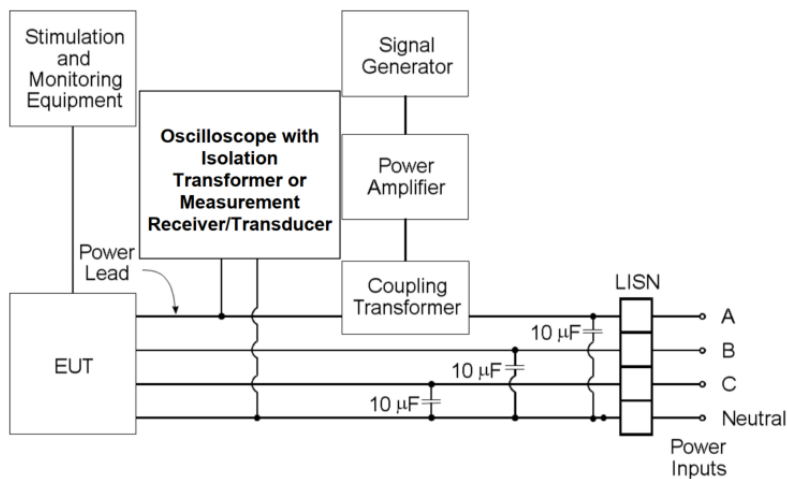 Stimulation
and
Monitoring
Equipment
Oscilloscope with
Isolation
Transformer or
Measurement
Receiver/Transducer
Signal
Generator
Power
Amplifier
Coupling
Transformer
Power
Lead
EUT
LISN
10 μF
10 μF
10 μF
A
B
C
Neutral
Power
Inputs